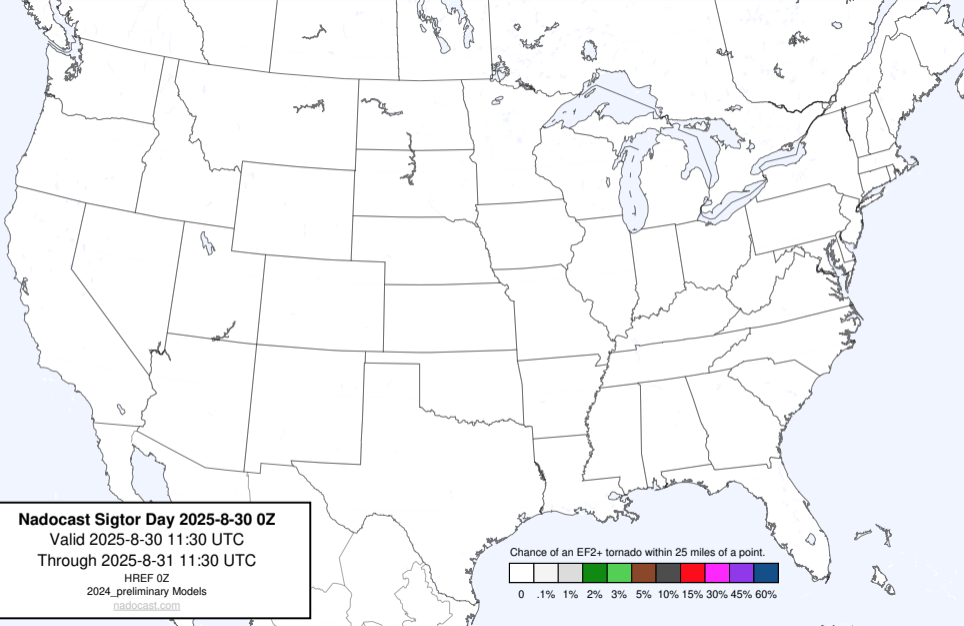 Nadocast Sigtor Day 2025-8-30 0Z
Valid 2025-8-30 11:30 UTC
Through 2025-8-31 11:30 UTC
HREF 0Z
2024_preliminary Models
nadocast.com
Chance of an EF2+ tornado within 25 miles of a point.
0 .1% 1% 2% 3% 5% 10% 15% 30% 45% 60%